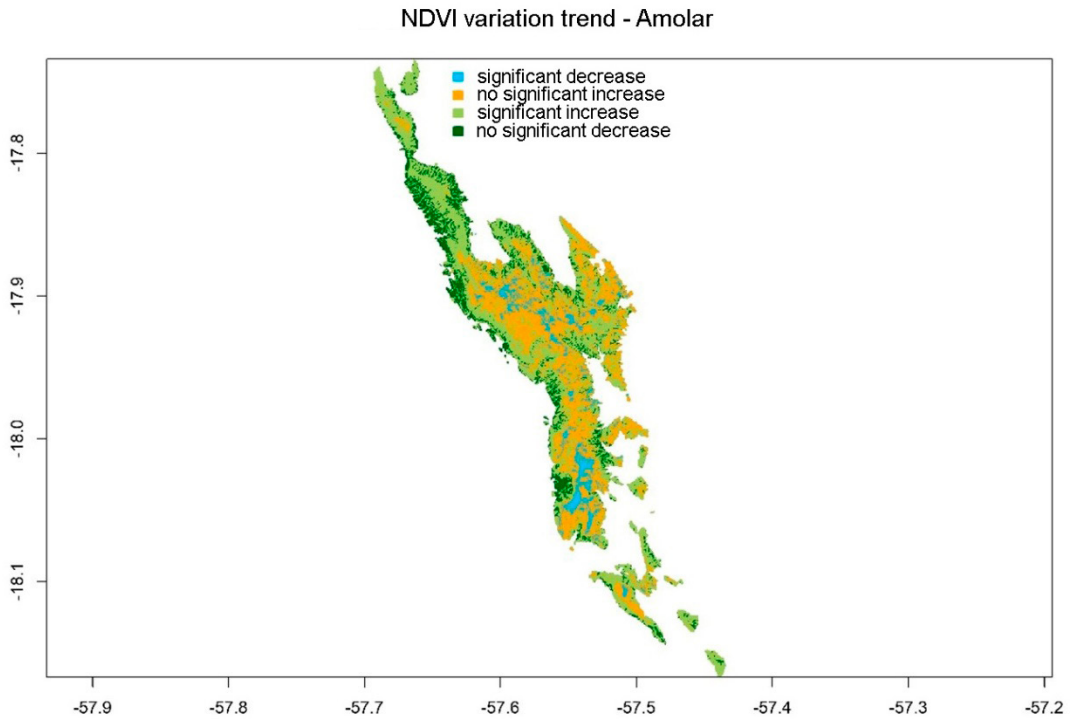 NDVI variation trend - Amolar
significant decrease
no significant increase
significant increase
no significant decrease
-17.8
-17.9
-18.0
-18.1
-57.9
-57.8
-57.7
-57.6
-57.5
-57.4
-57.3
-57.2